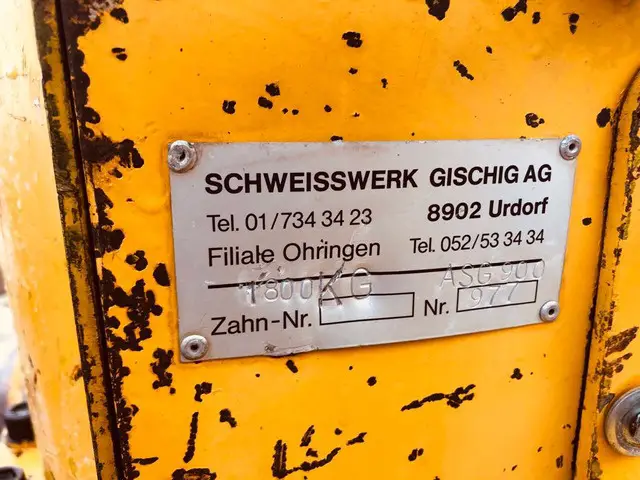 SCHWEISSWERK GISCHIG AG
Tel. 01/734 34 23 8902 Urdorf
Filiale Ohringen Tel. 052/53 34 34
1800KG ASG 900
Zahn-Nr. Nr. 977